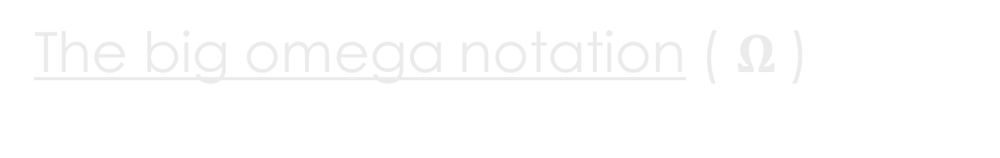 The big omega notation ( Ω )